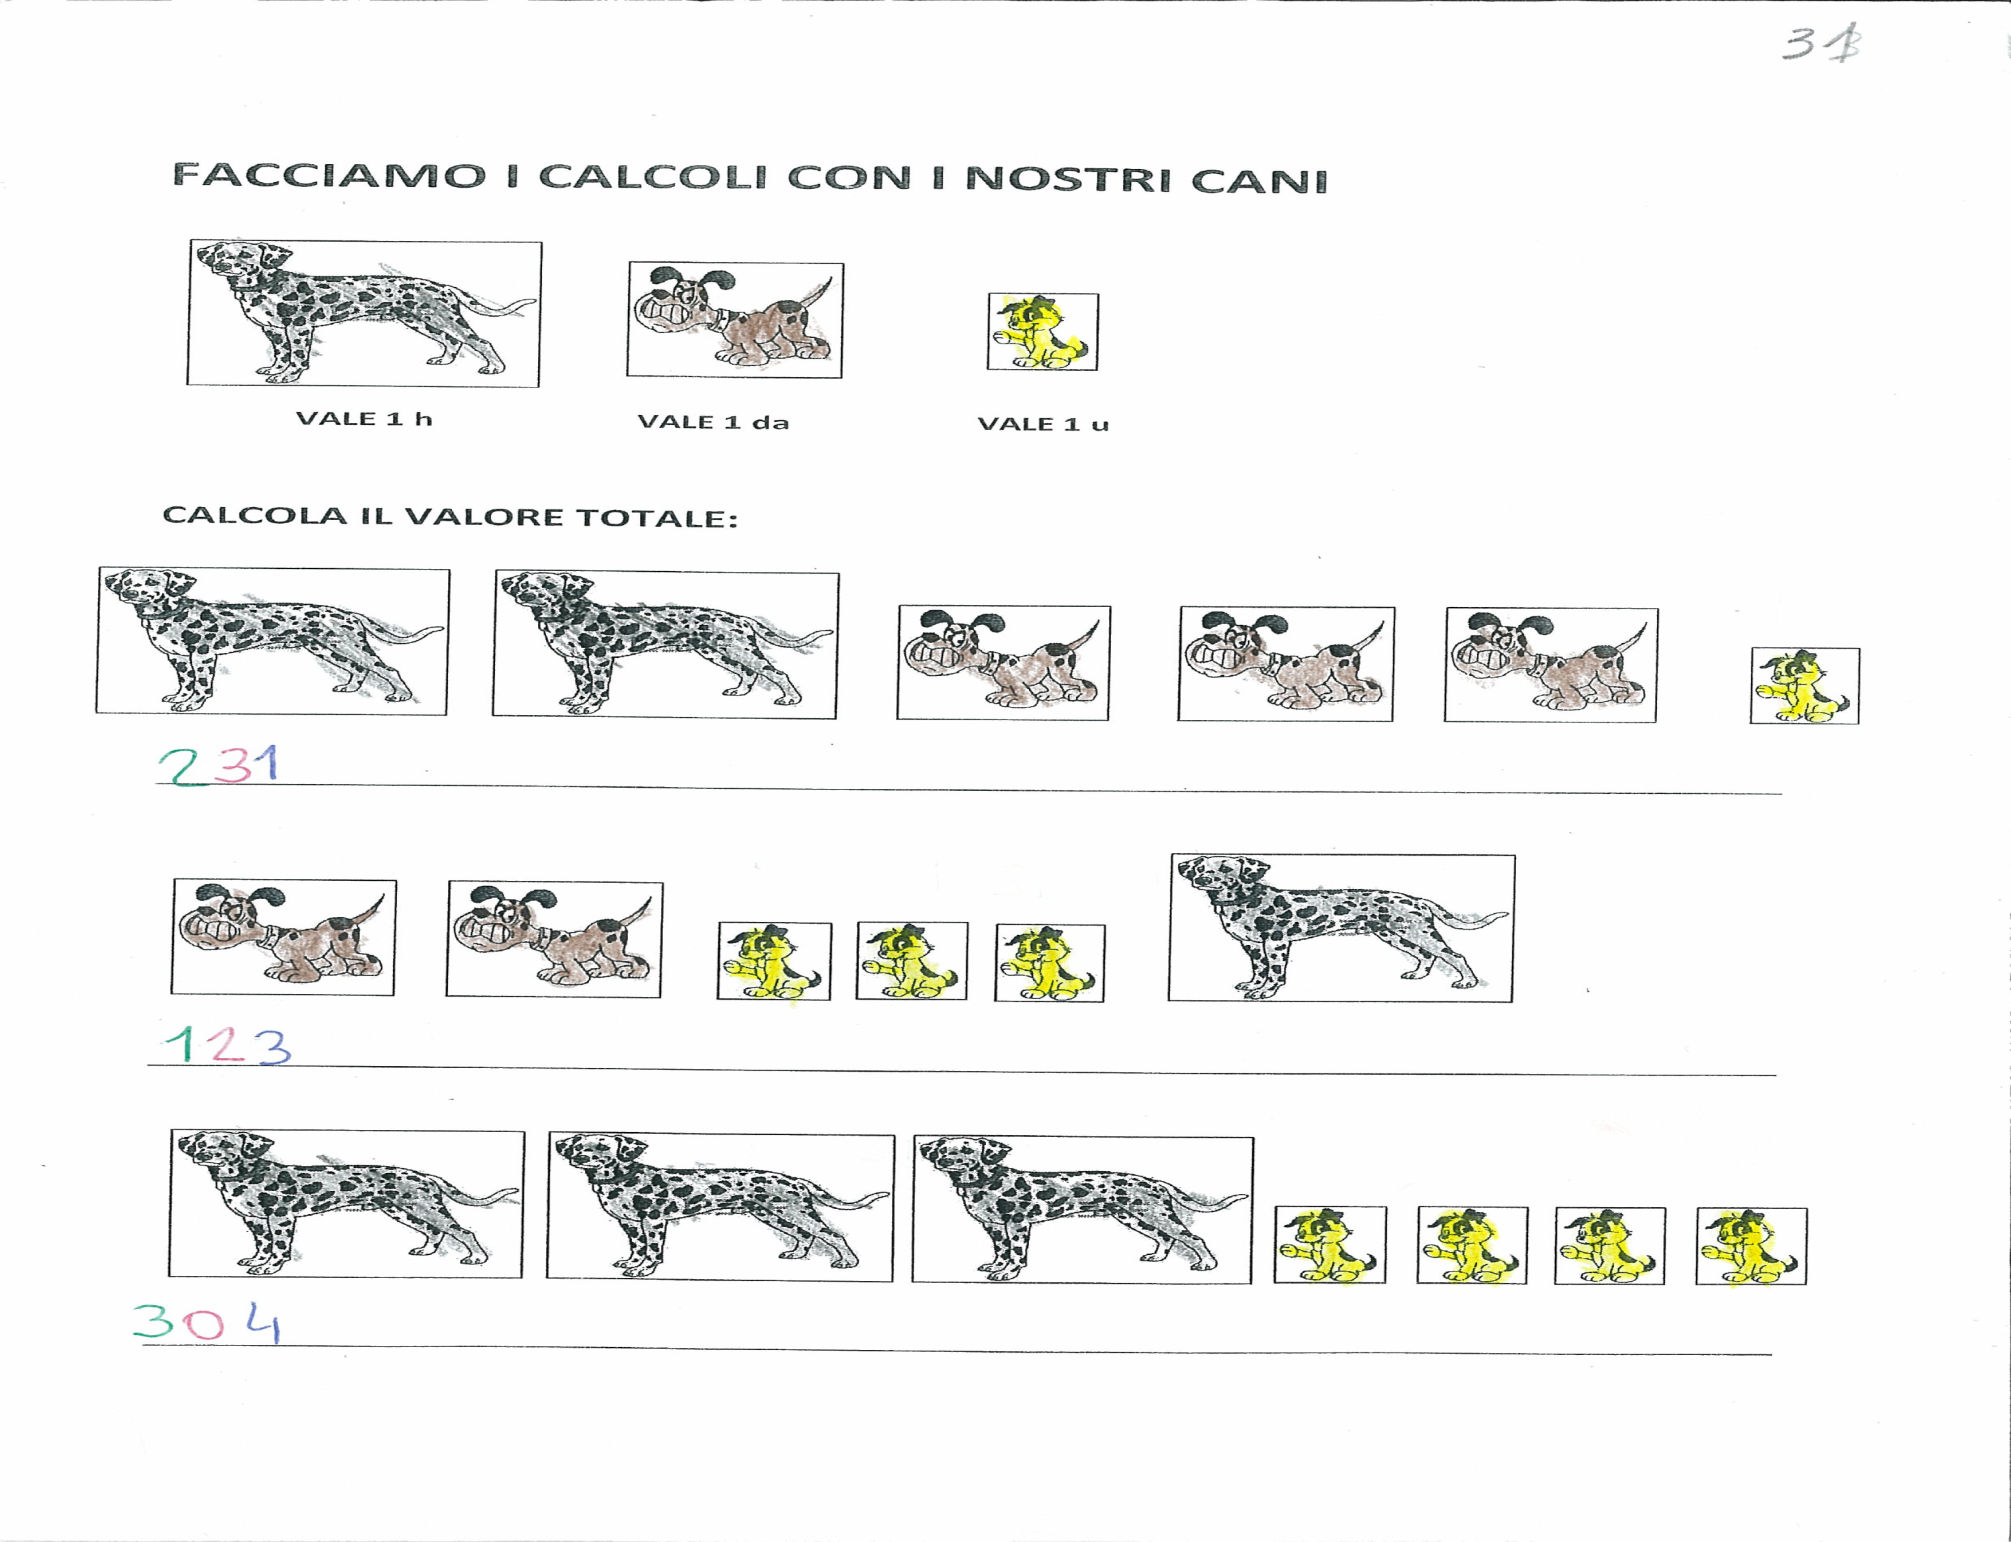 FACCIAMO I CALCOLI CON I NOSTRI CANI
VALE 1 h VALE 1 da VALE 1 u
CALCOLA IL VALORE TOTALE:
231
123
304